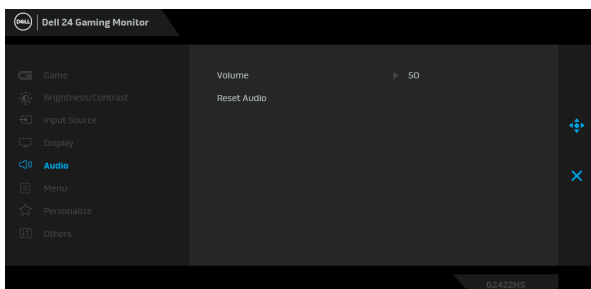 DELL Dell 24 Gaming Monitor
Game
Brightness/Contrast
Input Source
Display
Audio
Menu
Personalize
Others
Volume 50
Reset Audio
G2422HS